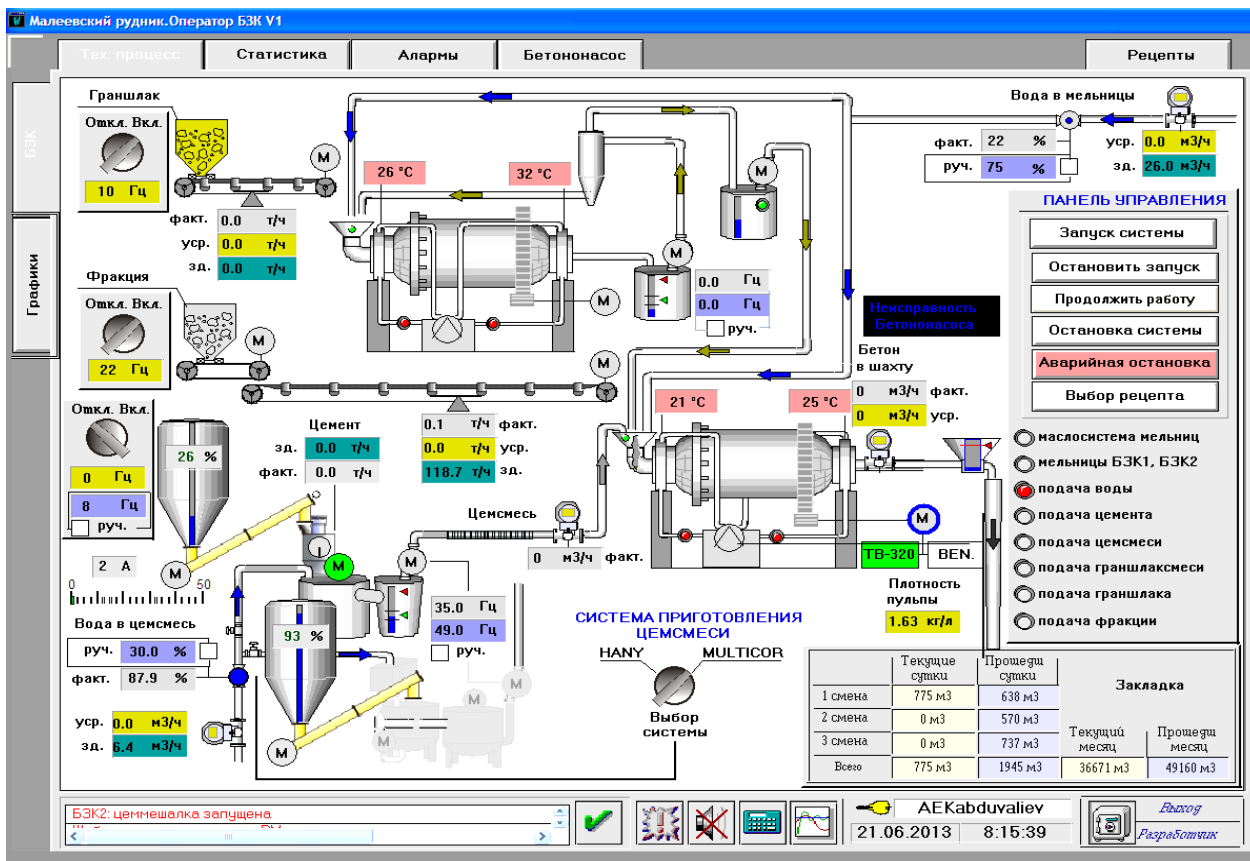 Малеевский рудник.Оператор БЗК V1
Тех. процесс
Статистика
Алармы
Бетононасос
Рецепты
БЗК
Графики
Граншлак
Откл. Вкл.
10 Гц
M
факт. 0.0 т/ч
уср. 0.0 т/ч
зд. 0.0 т/ч
26 °C
32 °C
M
M
M
0.0 Гц
0.0 Гц
руч.
Вода в мельницы
факт. 22 %
руч. 75 %
уср. 0.0 м3/ч
зд. 26.0 м3/ч
Фракция
Откл. Вкл.
22 Гц
M
M
0.1 т/ч факт.
0.0 т/ч уср.
118.7 т/ч зд.
Неисправность
Бетононасоса
Бетон
в шахту
0 м3/ч факт.
0 м3/ч уср.
21 °C
25 °C
M
ТВ-320
BEN.
Плотность
пульпы
1.63 кг/л
ПАНЕЛЬ УПРАВЛЕНИЯ
Запуск системы
Остановить запуск
Продолжить работу
Остановка системы
Аварийная остановка
Выбор рецепта
маслосистема мельниц
мельницы БЗК1, БЗК2
подача воды
подача цемента
подача цемсмеси
подача граншлаксмеси
подача граншлака
подача фракции
Откл. Вкл.
0 Гц
8 Гц
руч.
26 %
Цемент
зд. 0.0 т/ч
факт. 0.0 т/ч
Цемсмесь
0 м3/ч факт.
2 А
0 50
M
M
M
35.0 Гц
49.0 Гц
руч.
Вода в цемсмесь
руч. 30.0 %
факт. 87.9 %
уср. 0.0 м3/ч
зд. 6.4 м3/ч
93 %
M
M
M
M
СИСТЕМА ПРИГОТОВЛЕНИЯ
ЦЕМСМЕСИ
HANY MULTICOR
Выбор
системы
Текущие сутки
Прошедш сутки
Закладка
1 смена 775 м3 638 м3
2 смена 0 м3 570 м3
3 смена 0 м3 737 м3
Текущий месяц
Прошедш месяц
Всего 775 м3 1945 м3 36671 м3 49160 м3
БЗК2: цеммешалка запущена
AEKabduvaliev
21.06.2013 8:15:39
Выход
Разработчик